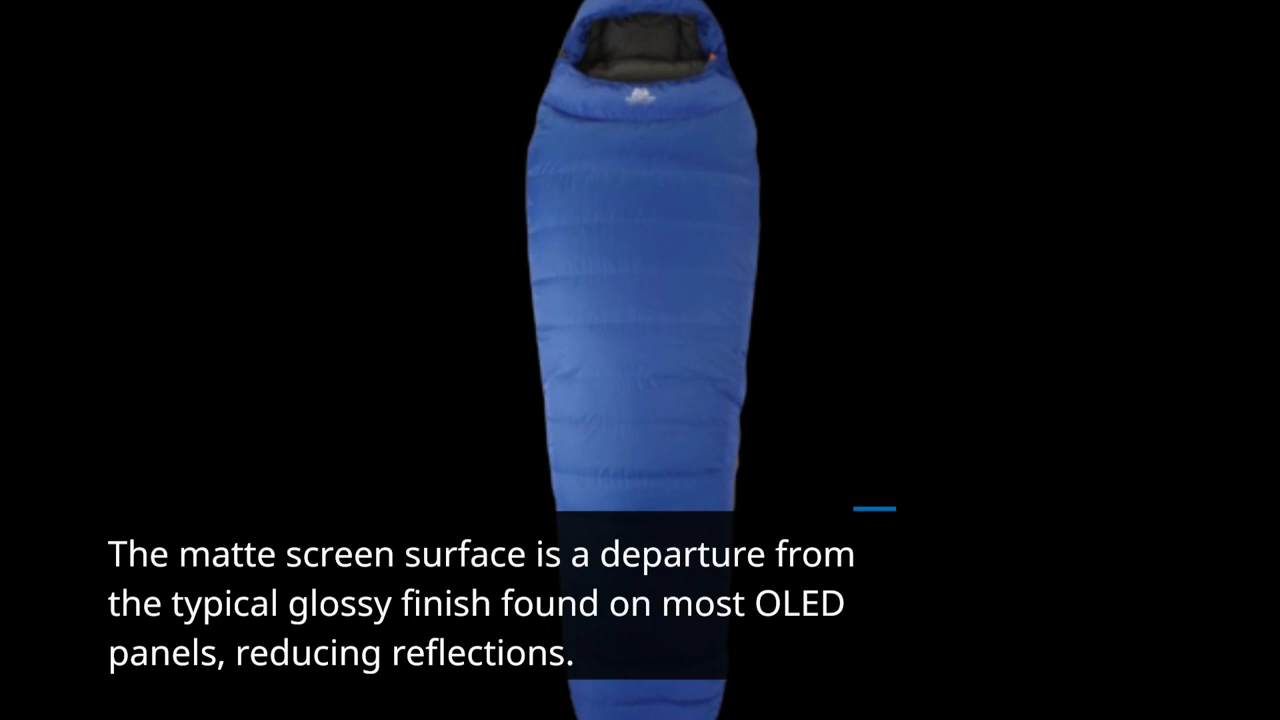 The matte screen surface is a departure from
the typical glossy finish found on most OLED
panels, reducing reflections.